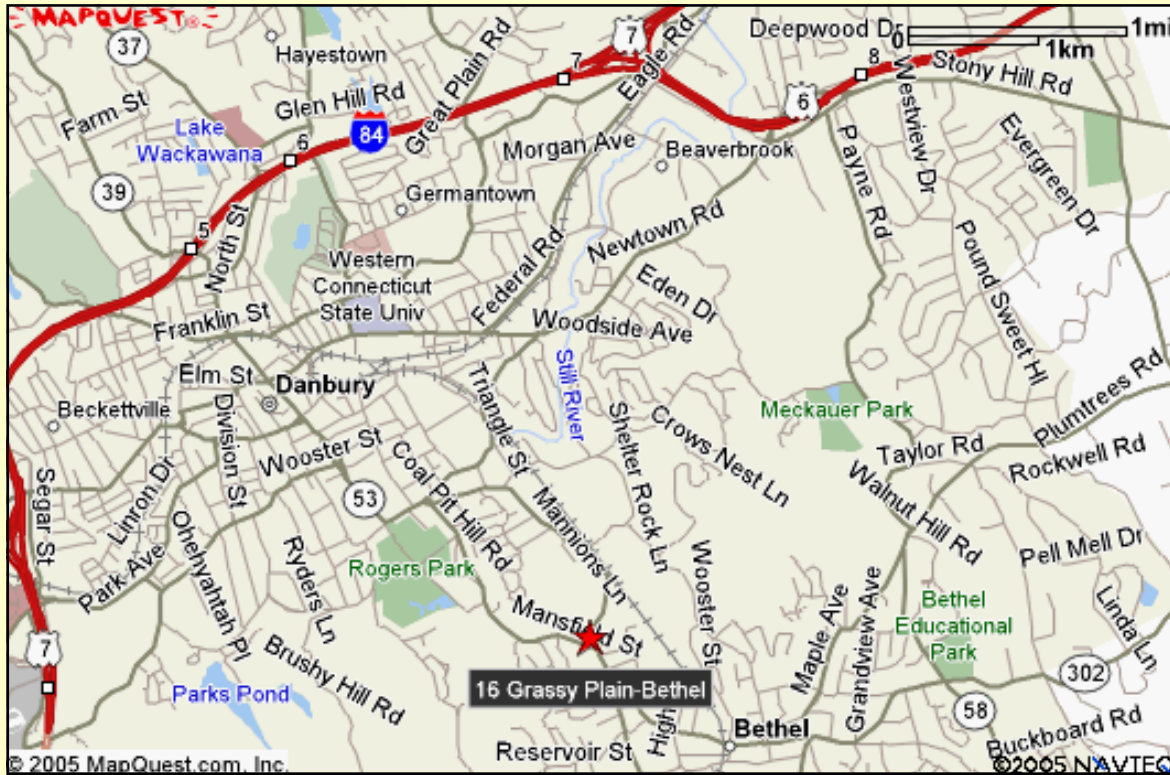 MAPQUEST
7
Deepwood Dr
1mi
1km
37
Hayestown
Great Plain Rd
7
Eagle Rd
8
Stony Hill Rd
Farm St
Glen Hill Rd
84
6
Westview Dr
Evergreen Dr
Lake
Wackawana
6
Morgan Ave
Beaverbrook
Payne Rd
39
Germantown
5
North St
Newtown Rd
Pound Sweet Hl
Western
Connecticut
State Univ
Federal Rd
Eden Dr
Franklin St
Woodside Ave
Elm St
Danbury
Triangle St
Still River
Beckettville
Division St
Wooster St
Coal Pit Hill Rd
Shelter Rock Ln
Crows Nest Ln
Meckauer Park
Plumtrees Rd
Taylor Rd
Rockwell Rd
Segar St
Linron Dr
53
Mannions Ln
Walnut Hill Rd
Ohehyahtah Pl
Ryders Ln
Rogers Park
Wooster St
Pell Mell Dr
Park Ave
Mansfield St
Maple Ave
Grandview Ave
Bethel
Educational
Park
Linda Ln
7
Brushy Hill Rd
Parks Pond
16 Grassy Plain-Bethel
302
High
Bethel
58
Reservoir St
Buckboard Rd
© 2005 MapQuest.com, Inc.
©2005 NAVTEQ